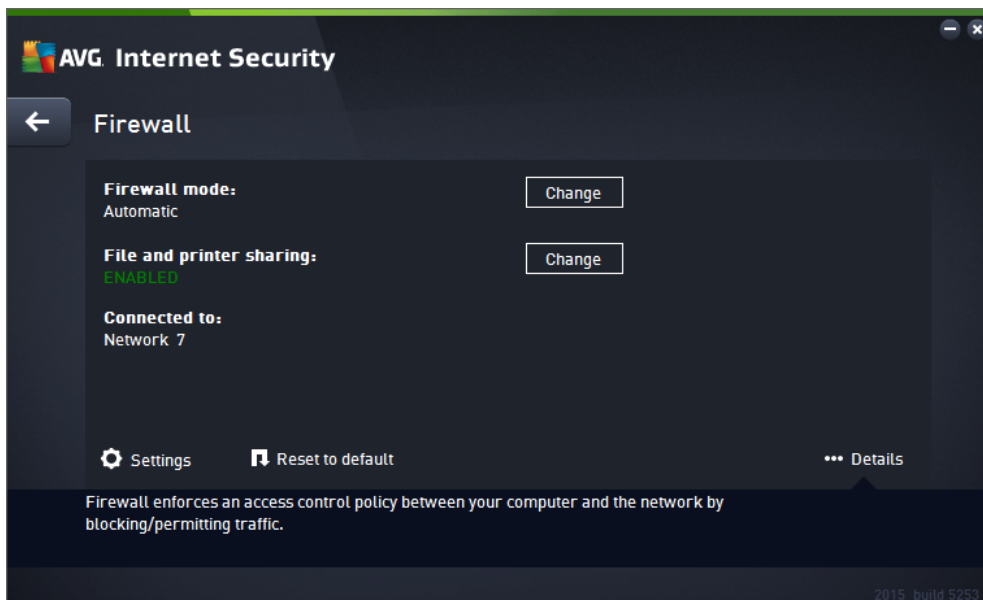 AVG. Internet Security
Firewall
Firewall mode:
Automatic
Change
File and printer sharing:
ENABLED
Change
Connected to:
Network 7
Settings
Reset to default
Details
Firewall enforces an access control policy between your computer and the network by
blocking/permitting traffic.
2015 build 5253